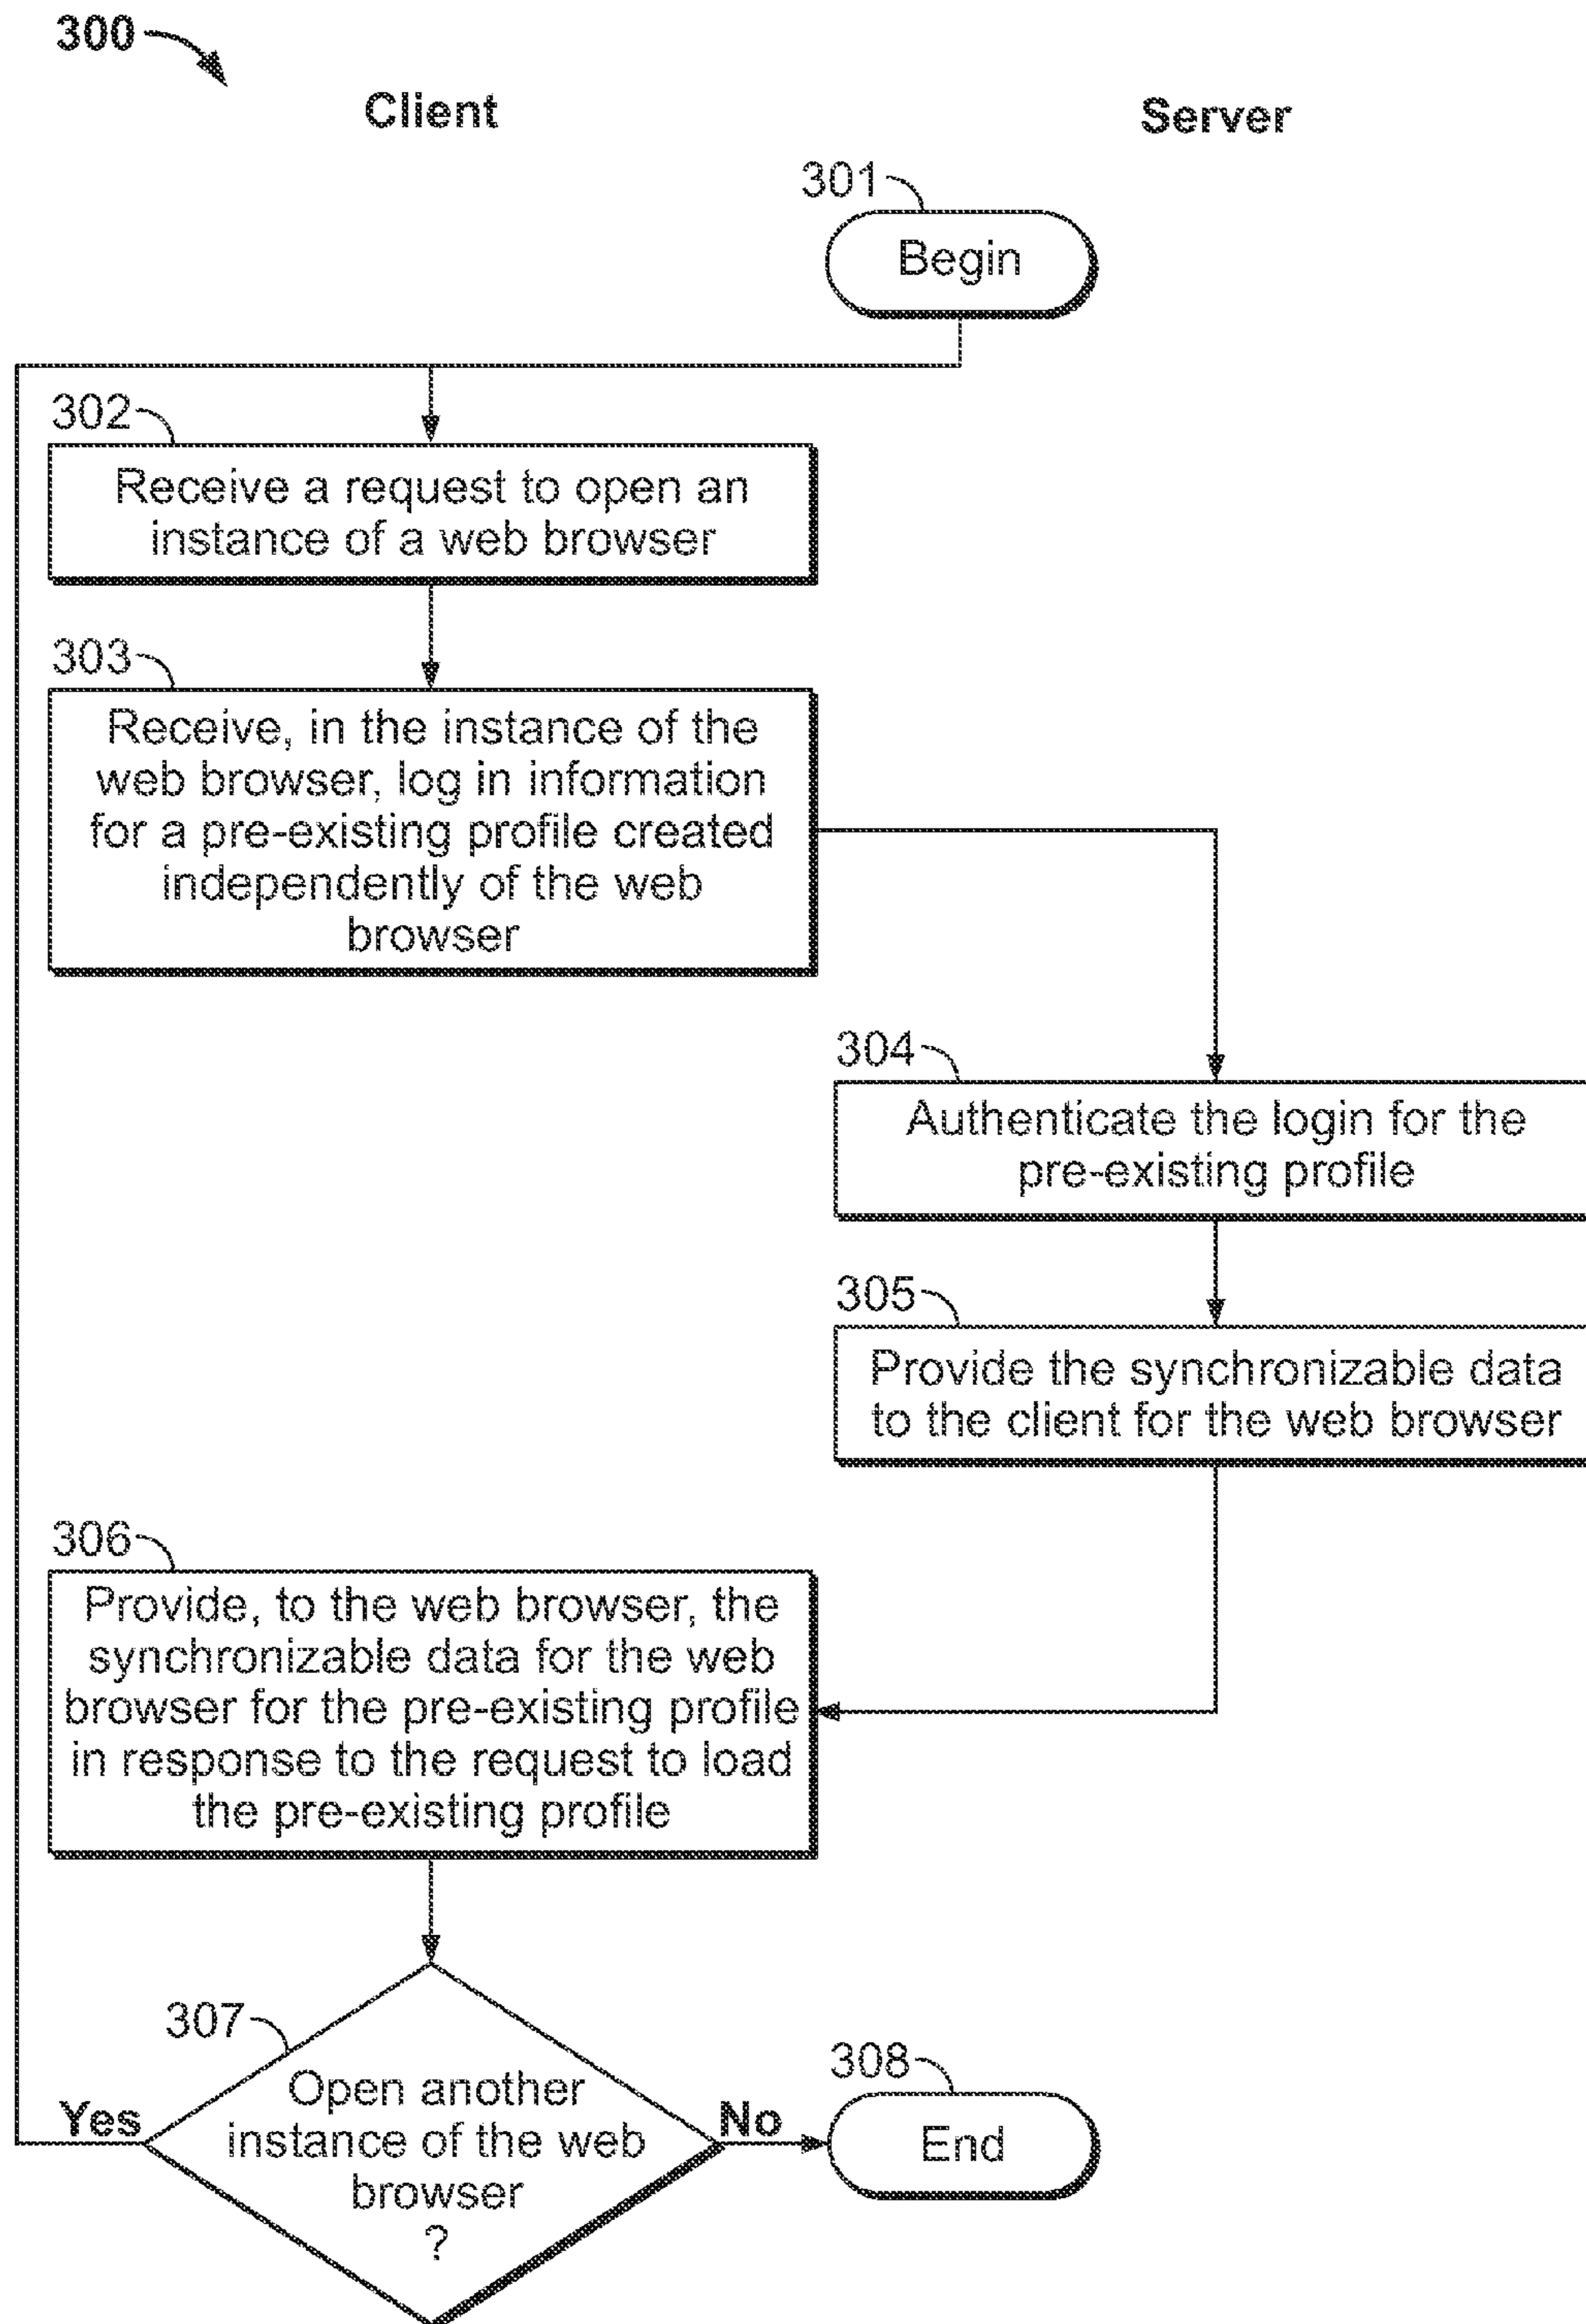 300
Client
Server
301
Begin
302
Receive a request to open an
instance of a web browser
303
Receive, in the instance of the
web browser, log in information
for a pre-existing profile created
independently of the web
browser
304
Authenticate the login for the
pre-existing profile
305
Provide the synchronizable data
to the client for the web browser
306
Provide, to the web browser, the
synchronizable data for the web
browser for the pre-existing profile
in response to the request to load
the pre-existing profile
307
Open another
instance of the web
browser
?
Yes
No
308
End